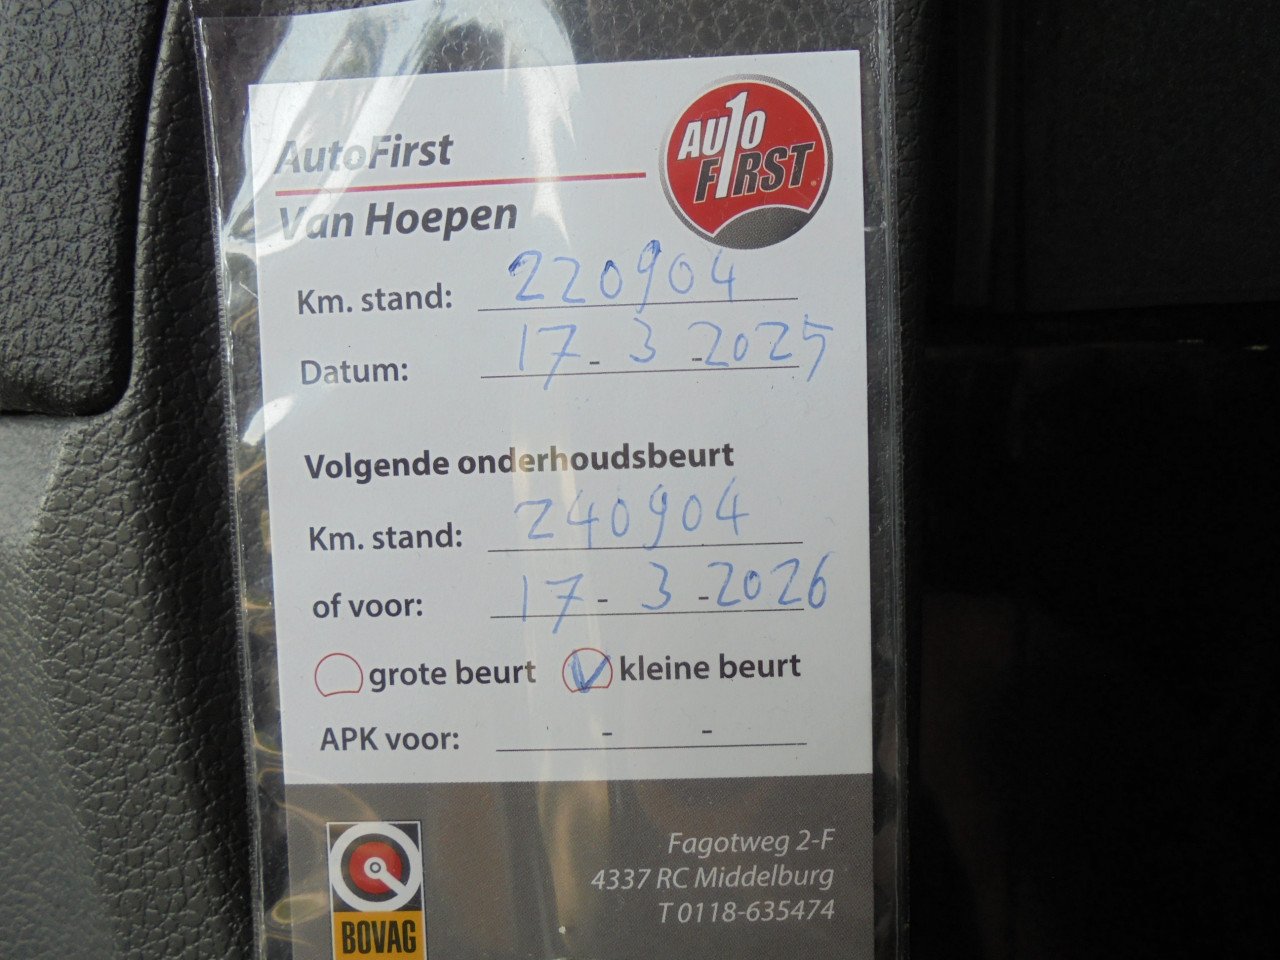 AutoFirst
Van Hoepen
AUTO
F1RST
Km. stand: 220904
Datum: 17-3-2025
Volgende onderhoudsbeurt
Km. stand: 240904
of voor: 17-3-2026
grote beurt kleine beurt
APK voor: - -
Fagotweg 2-F
4337 RC Middelburg
T 0118-635474
BOVAG